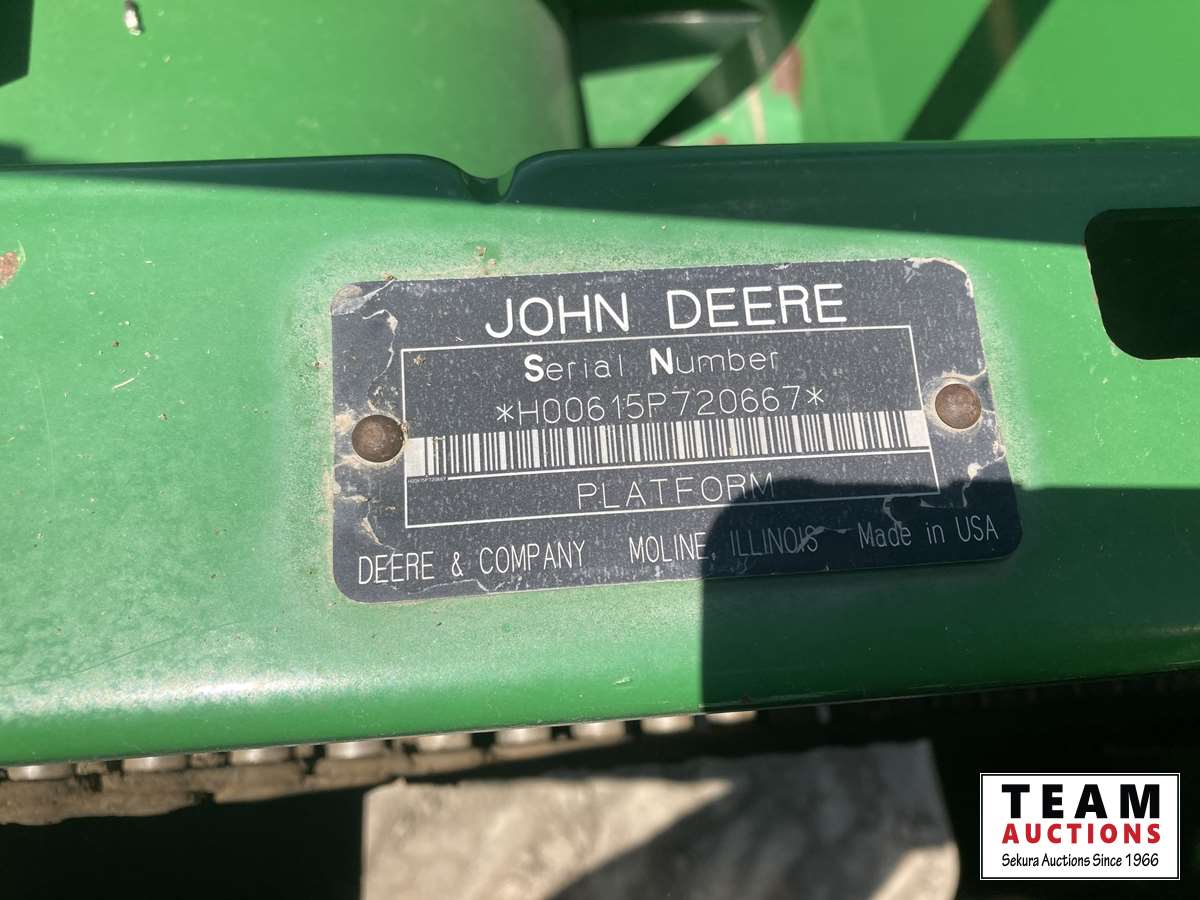 JOHN DEERE
Serial Number
*H00615P720667*
H00615P720667
PLATFORM
DEERE & COMPANY MOLINE, ILLINOIS Made in USA
TEAM
AUCTIONS
Sekura Auctions Since 1966